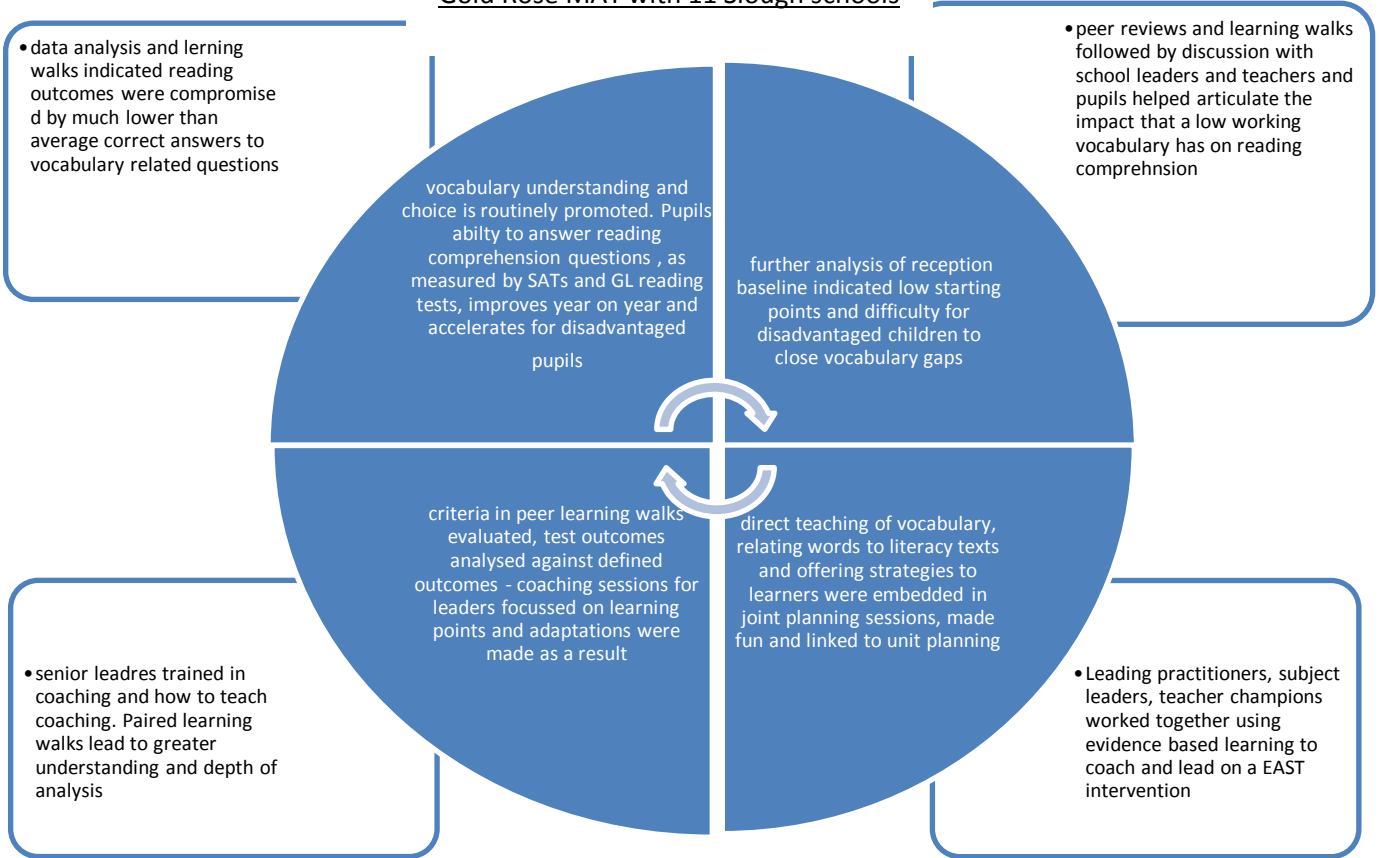 Gold Rose MAT with 11 Slough schools
•data analysis and lerning
walks indicated reading
outcomes were compromise
d by much lower than
average correct answers to
vocabulary related questions
•peer reviews and learning walks
followed by discussion with
school leaders and teachers and
pupils helped articulate the
impact that a low working
vocabulary has on reading
comprehnsion
vocabulary understanding and
choice is routinely promoted. Pupils
abilty to answer reading
comprehension questions , as
measured by SATs and GL reading
tests, improves year on year and
accelerates for disadvantaged
pupils
further analysis of reception
baseline indicated low starting
points and difficulty for
disadvantaged children to
close vocabulary gaps
criteria in peer learning walks
evaluated, test outcomes
analysed against defined
outcomes - coaching sessions for
leaders focussed on learning
points and adaptations were
made as a result
direct teaching of vocabulary,
relating words to literacy texts
and offering strategies to
learners were embedded in
joint planning sessions, made
fun and linked to unit planning
•senior leadres trained in
coaching and how to teach
coaching. Paired learning
walks lead to greater
understanding and depth of
analysis
•Leading practitioners, subject
leaders, teacher champions
worked together using
evidence based learning to
coach and lead on a EAST
intervention